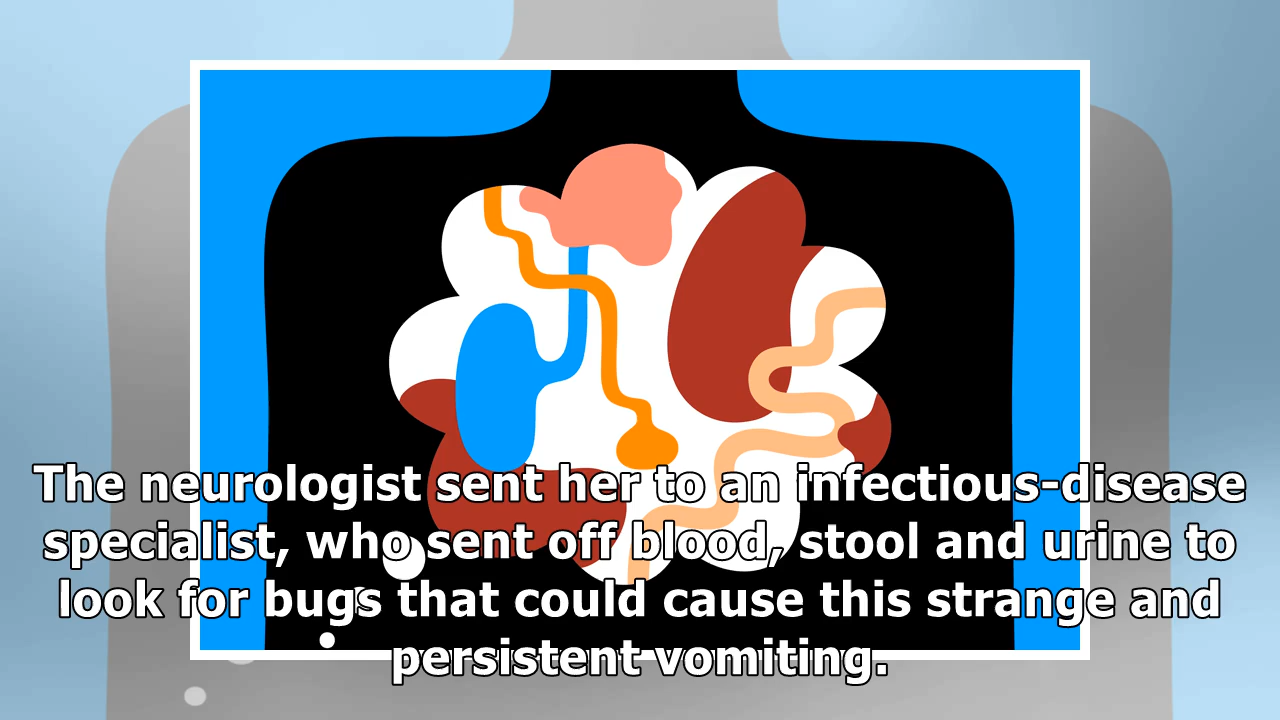 The neurologist sent her to an infectious-disease
specialist, who sent off blood, stool and urine to
look for bugs that could cause this strange and
persistent vomiting.